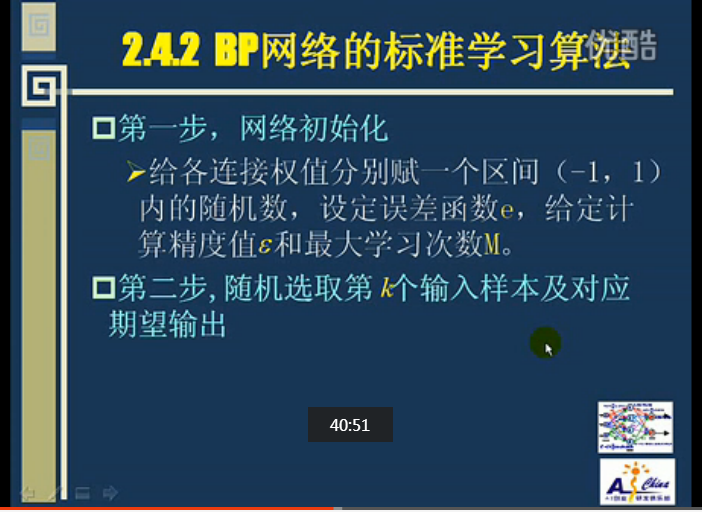 2.4.2 BP网络的标准学习算法
优酷
第一步，网络初始化
给各连接权值分别赋一个区间（-1，1）
内的随机数，设定误差函数e，给定计
算精度值ε和最大学习次数M。
第二步,随机选取第k个输入样本及对应
期望输出
40:51
China